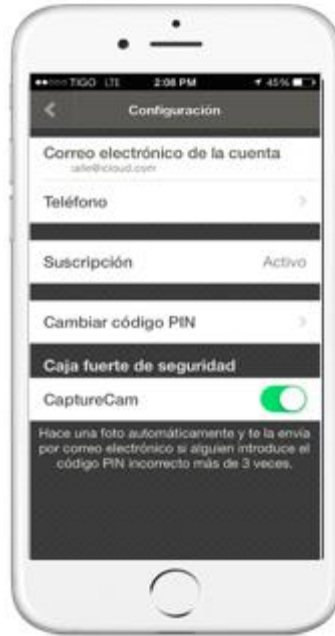 TIGO LTE 2:08 PM 45%
Configuración
Correo electrónico de la cuenta
Teléfono
Suscripción Activo
Cambiar código PIN
Caja fuerte de seguridad
CaptureCam
Hace una foto automáticamente y te la envía
por correo electrónico si alguien introduce el
código PIN incorrecto más de 3 veces.